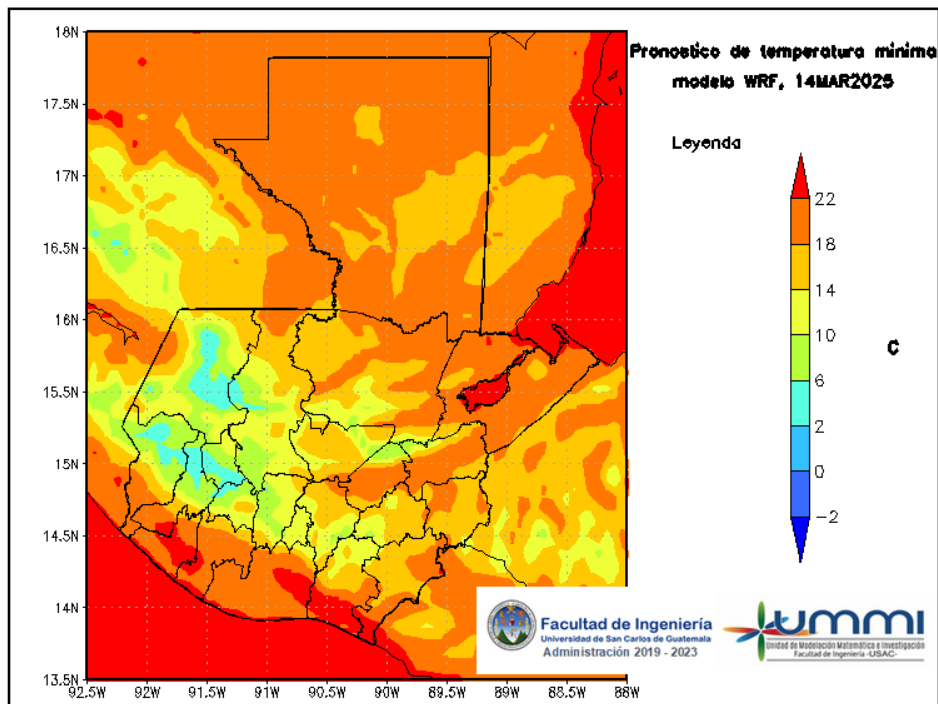 Pronostico de temperatura minima
modelo WRF, 14MAR2025
Leyenda
22
18
14
10
6
2
0
-2
C
18N
17.5N
17N
16.5N
16N
15.5N
15N
14.5N
14N
13.5N
92.5W
92W
91.5W
91W
90.5W
90W
89.5W
89W
88.5W
88W
Facultad de Ingeniería
Universidad de San Carlos de Guatemala
Administración 2019 - 2023
UMMI
Unidad de Modelación Matemática e Investigación
Facultad de Ingeniería -USAC-